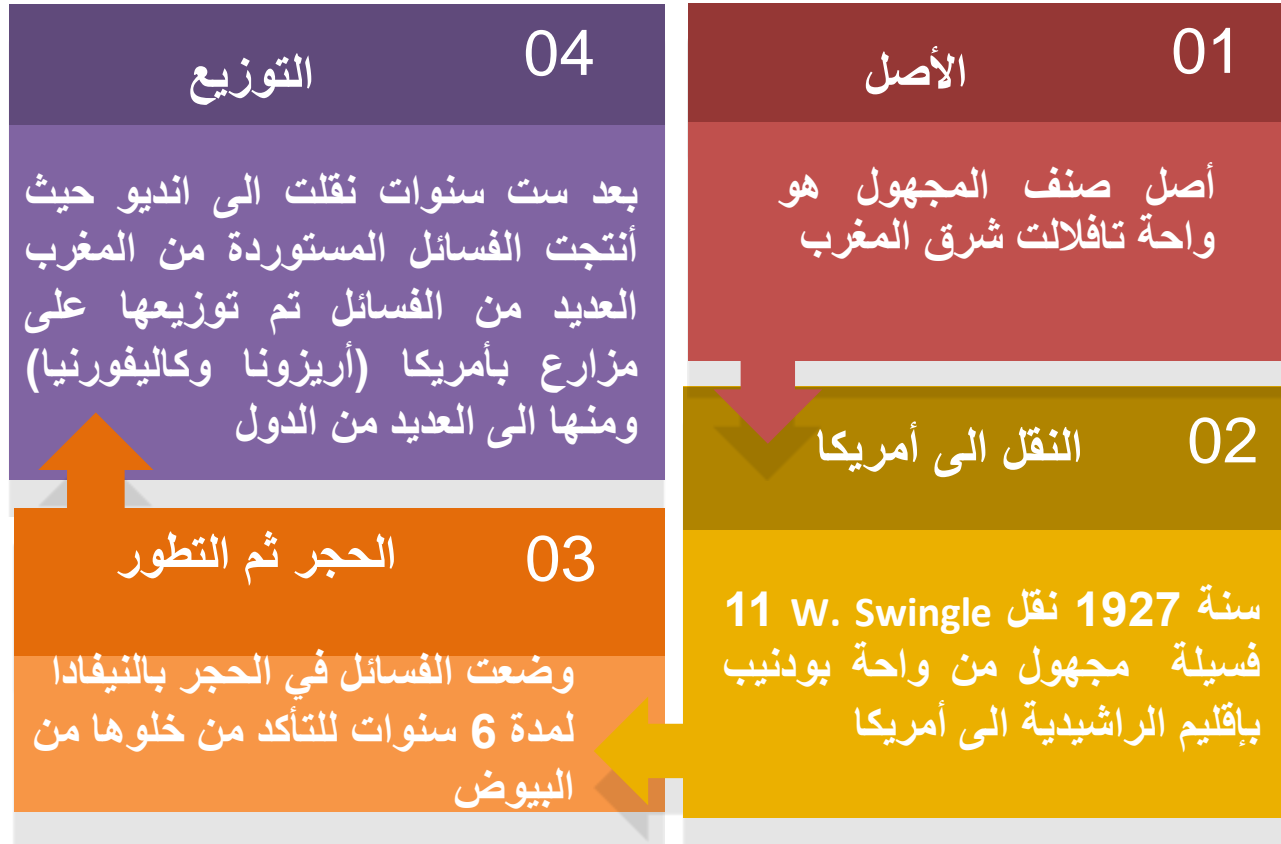 01
الأصل
أصل صنف المجهول هو
واحة تافلالت شرق المغرب
02
النقل الى أمريكا
سنة 1927 نقل W. Swingle 11
فسيلة مجهول من واحة بودنيب
بإقليم الراشيدية الى أمريكا
03
الحجر ثم التطور
وضعت الفسائل في الحجر بالنيفادا
لمدة 6 سنوات للتأكد من خلوها من
البيوض
04
التوزيع
بعد ست سنوات نقلت الى انديو حيث
أنتجت الفسائل المستوردة من المغرب
العديد من الفسائل تم توزيعها على
مزارع بأمريكا (أريزونا وكاليفورنيا)
ومنها الى العديد من الدول